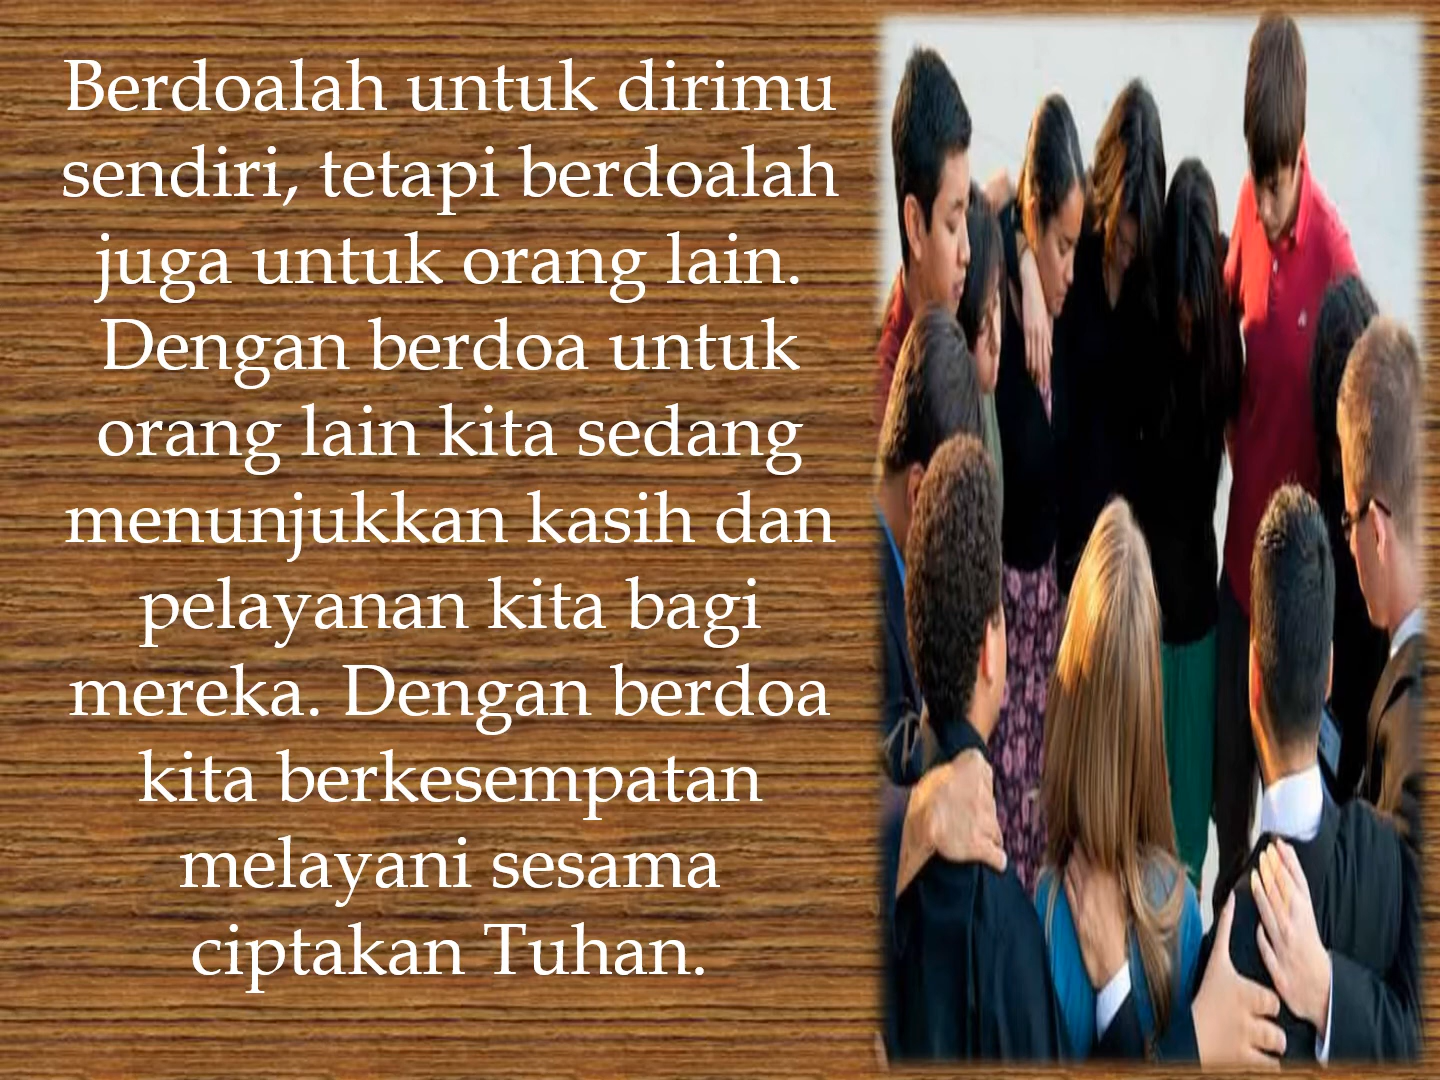 Berdoalah untuk dirimu
sendiri, tetapi berdoalah
juga untuk orang lain.
Dengan berdoa untuk
orang lain kita sedang
menunjukkan kasih dan
pelayanan kita bagi
mereka. Dengan berdoa
kita berkesempatan
melayani sesama
ciptakan Tuhan.